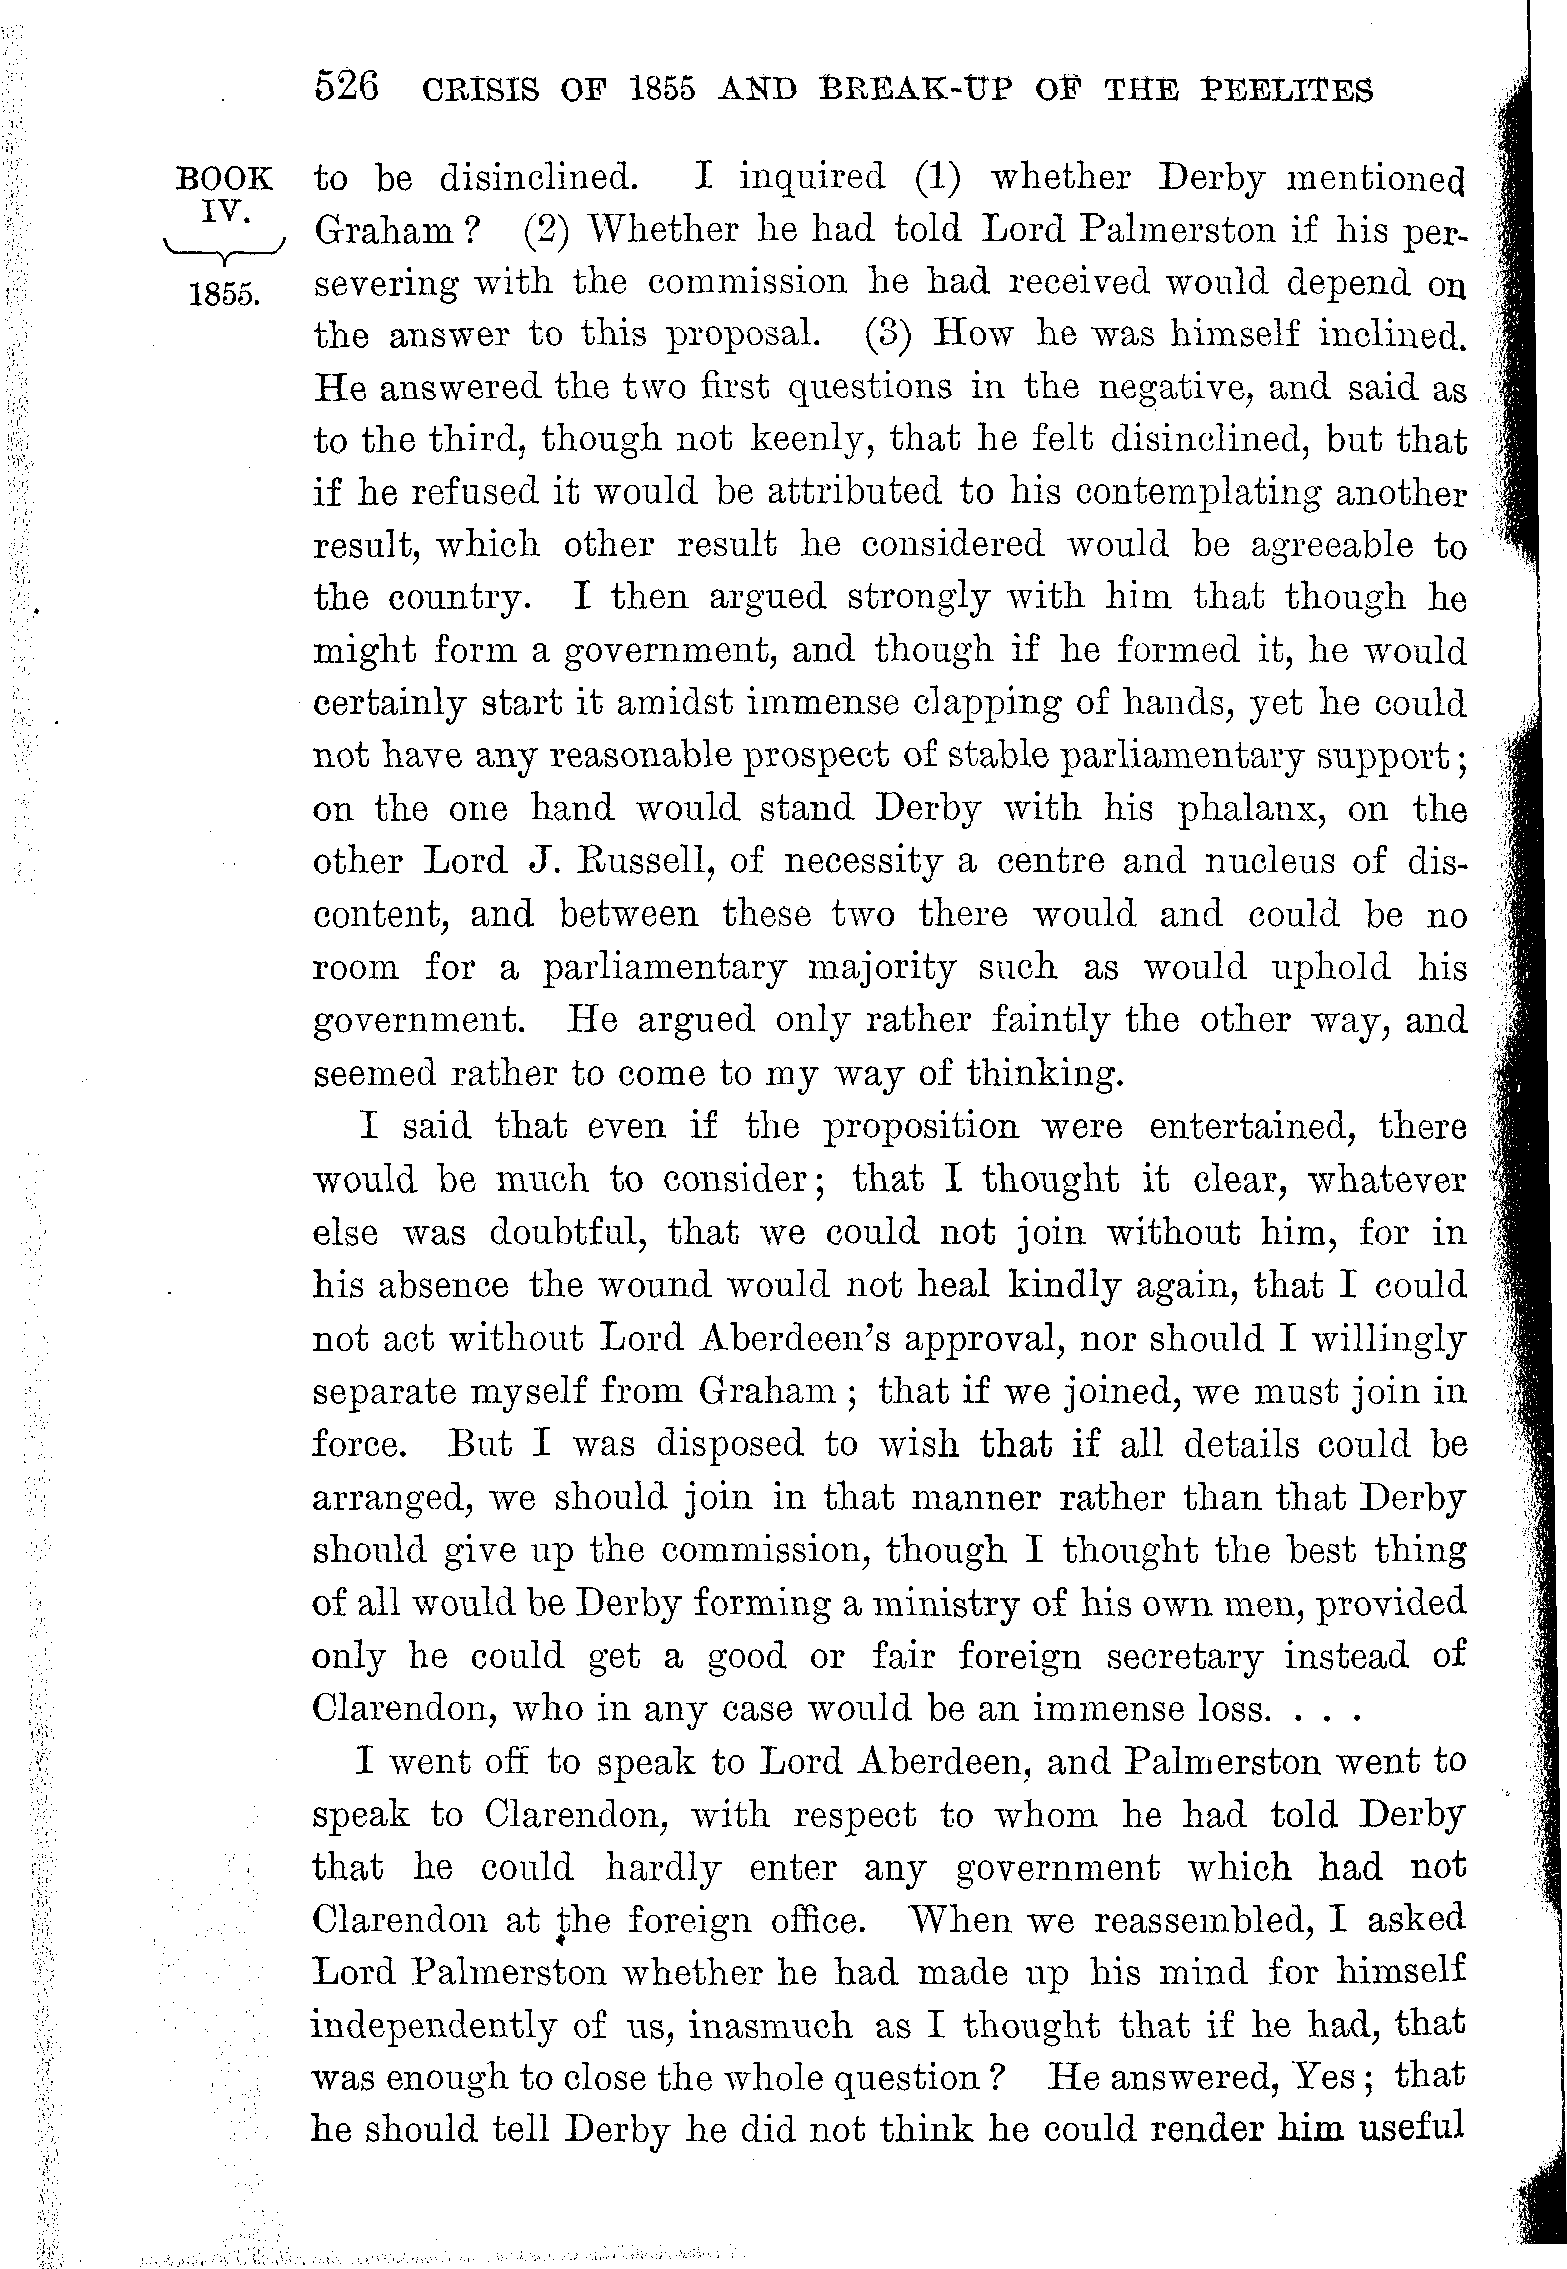 526 CRISIS OF 1855 AND BREAK-UP OF THE PEELITES
BOOK
IV.
1855.
to be disinclined. I inquired (1) whether Derby mentioned
Graham? (2) Whether he had told Lord Palmerston if his per-
severing with the commission he had received would depend on
the answer to this proposal. (3) How he was himself inclined.
He answered the two first questions in the negative, and said as
to the third, though not keenly, that he felt disinclined, but that
if he refused it would be attributed to his contemplating another
result, which other result he considered would be agreeable to
the country. I then argued strongly with him that though he
might form a government, and though if he formed it, he would
certainly start it amidst immense clapping of hands, yet he could
not have any reasonable prospect of stable parliamentary support;
on the one hand would stand Derby with his phalanx, on the
other Lord J. Russell, of necessity a centre and nucleus of dis-
content, and between these two there would and could be no
room for a parliamentary majority such as would uphold his
government. He argued only rather faintly the other way, and
seemed rather to come to my way of thinking.
I said that even if the proposition were entertained, there
would be much to consider; that I thought it clear, whatever
else was doubtful, that we could not join without him, for in
his absence the wound would not heal kindly again, that I could
not act without Lord Aberdeen's approval, nor should I willingly
separate myself from Graham; that if we joined, we must join in
force. But I was disposed to wish that if all details could be
arranged, we should join in that manner rather than that Derby
should give up the commission, though I thought the best thing
of all would be Derby forming a ministry of his own men, provided
only he could get a good or fair foreign secretary instead of
Clarendon, who in any case would be an immense loss. . . .
I went off to speak to Lord Aberdeen, and Palmerston went to
speak to Clarendon, with respect to whom he had told Derby
that he could hardly enter any government which had not
Clarendon at the foreign office. When we reassembled, I asked
Lord Palmerston whether he had made up his mind for himself
independently of us, inasmuch as I thought that if he had, that
was enough to close the whole question? He answered, Yes; that
he should tell Derby he did not think he could render him useful